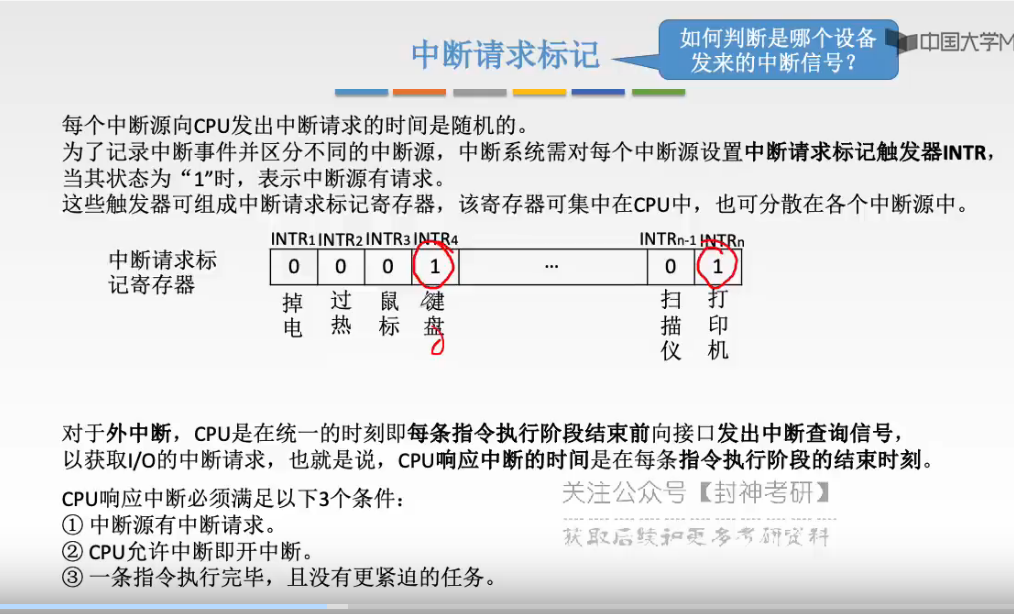 中断请求标记
如何判断是哪个设备
发来的中断信号？
中国大学M
每个中断源向CPU发出中断请求的时间是随机的。
为了记录中断事件并区分不同的中断源，中断系统需对每个中断源设置中断请求标记触发器INTR，
当其状态为“1”时，表示中断源有请求。
这些触发器可组成中断请求标记寄存器，该寄存器可集中在CPU中，也可分散在各个中断源中。
INTR1 INTR2 INTR3 INTR4 INTRn-1 INTRn
中断请求标
记寄存器
0 0 0 1 ... 0 1
掉电 过热 鼠标 键盘 扫描仪 打印机
对于外中断，CPU是在统一的时刻即每条指令执行阶段结束前向接口发出中断查询信号，
以获取I/O的中断请求，也就是说，CPU响应中断的时间是在每条指令执行阶段的结束时刻。
CPU响应中断必须满足以下3个条件：
① 中断源有中断请求。
② CPU允许中断即开中断。
③ 一条指令执行完毕，且没有更紧迫的任务。
关注公众号【封神考研】
获取后续和更多考研资料